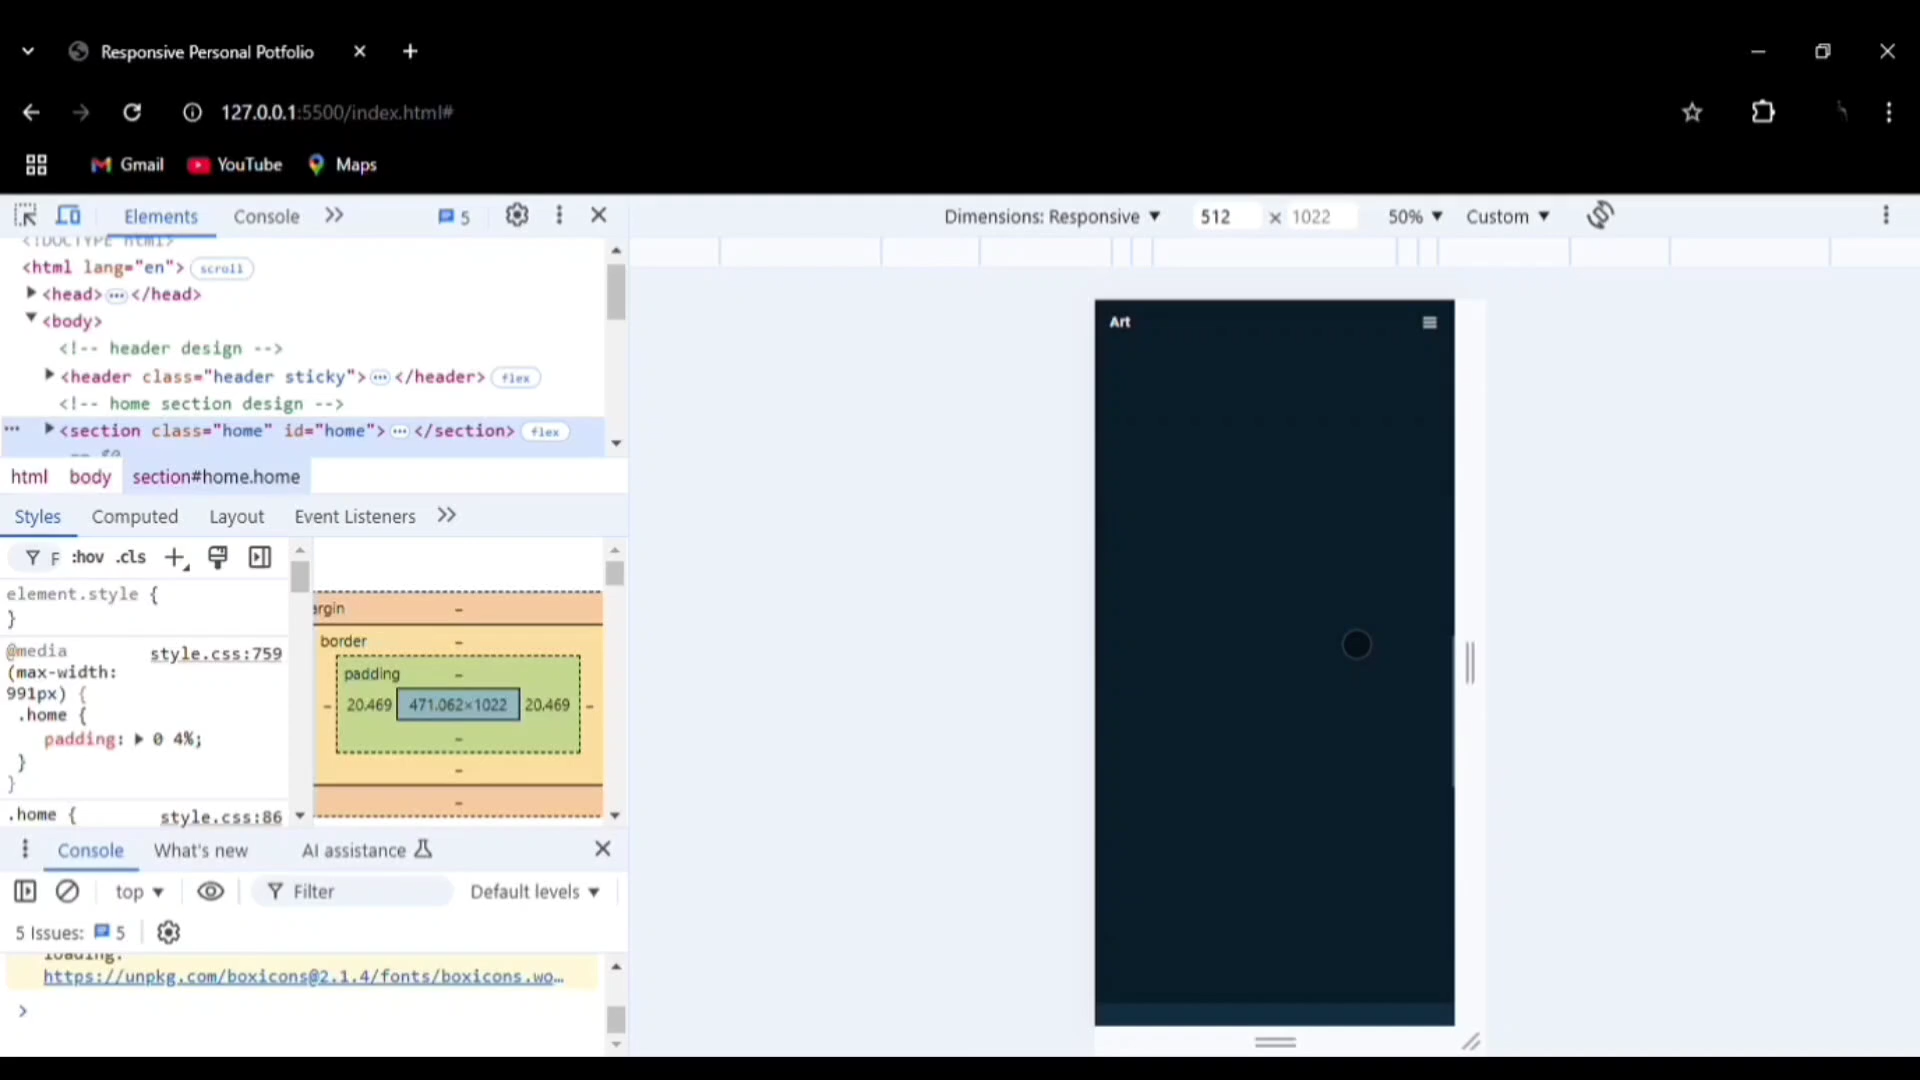 Responsive Personal Potfolio
127.0.0.1:5500/index.html#
Gmail YouTube Maps
Elements Console 5
Dimensions: Responsive 512 x 1022 50% Custom
<!DOCTYPE html>
<html lang="en"> scroll
<head> </head>
<body>
<!-- header design -->
<header class="header sticky"> </header> flex
<!-- home section design -->
<section class="home" id="home"> </section> flex
== $0
html body section#home.home
Styles Computed Layout Event Listeners
F :hov .cls
element.style {
}
@media style.css:759
(max-width:
991px) {
.home {
padding: 0 4%;
}
}
.home { style.css:86
argin –
border –
padding –
– 20.469 471.062×1022 20.469 –
–
–
–
Console What's new AI assistance
top Filter Default levels
5 Issues: 5
loading:
https://unpkg.com/boxicons@2.1.4/fonts/boxicons.wo…
>
Art